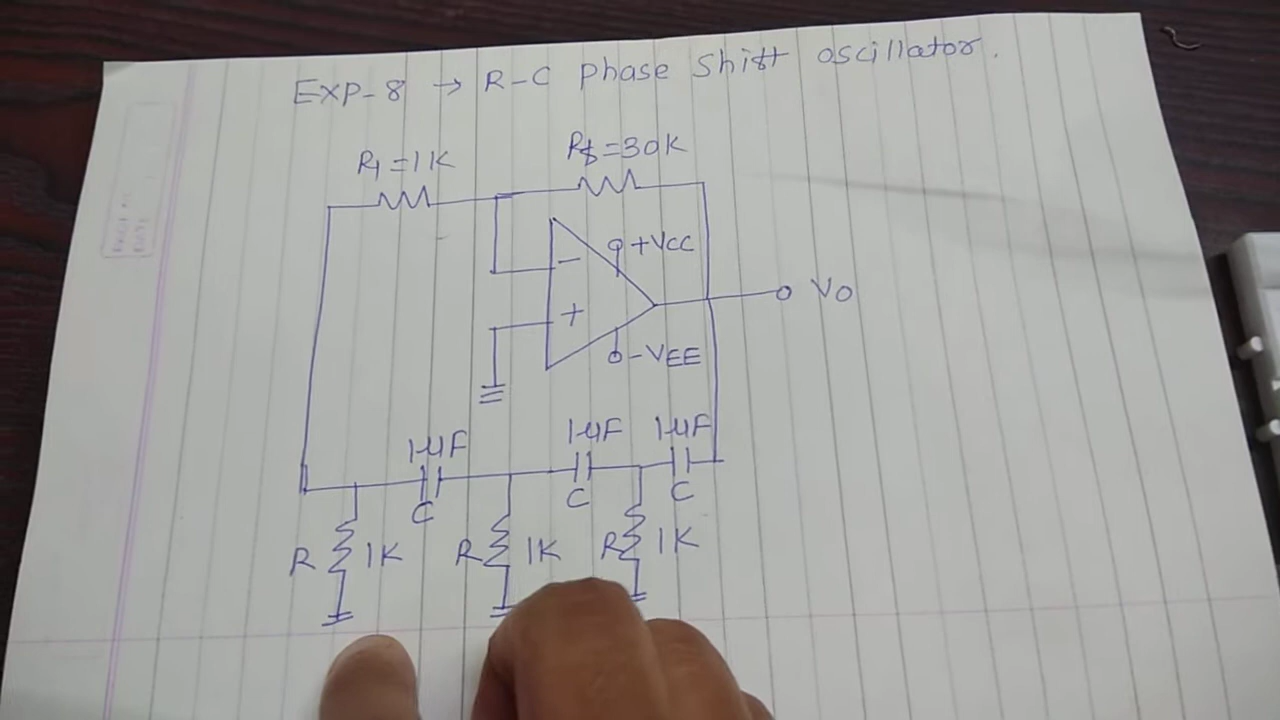 EXP-8 → R-C Phase Shift Oscillator.
R1=1K
Rf=30K
-
+VCC
+
VO
-VEE
1µF
1µF
1µF
C
C
C
R 1K
R 1K
R 1K